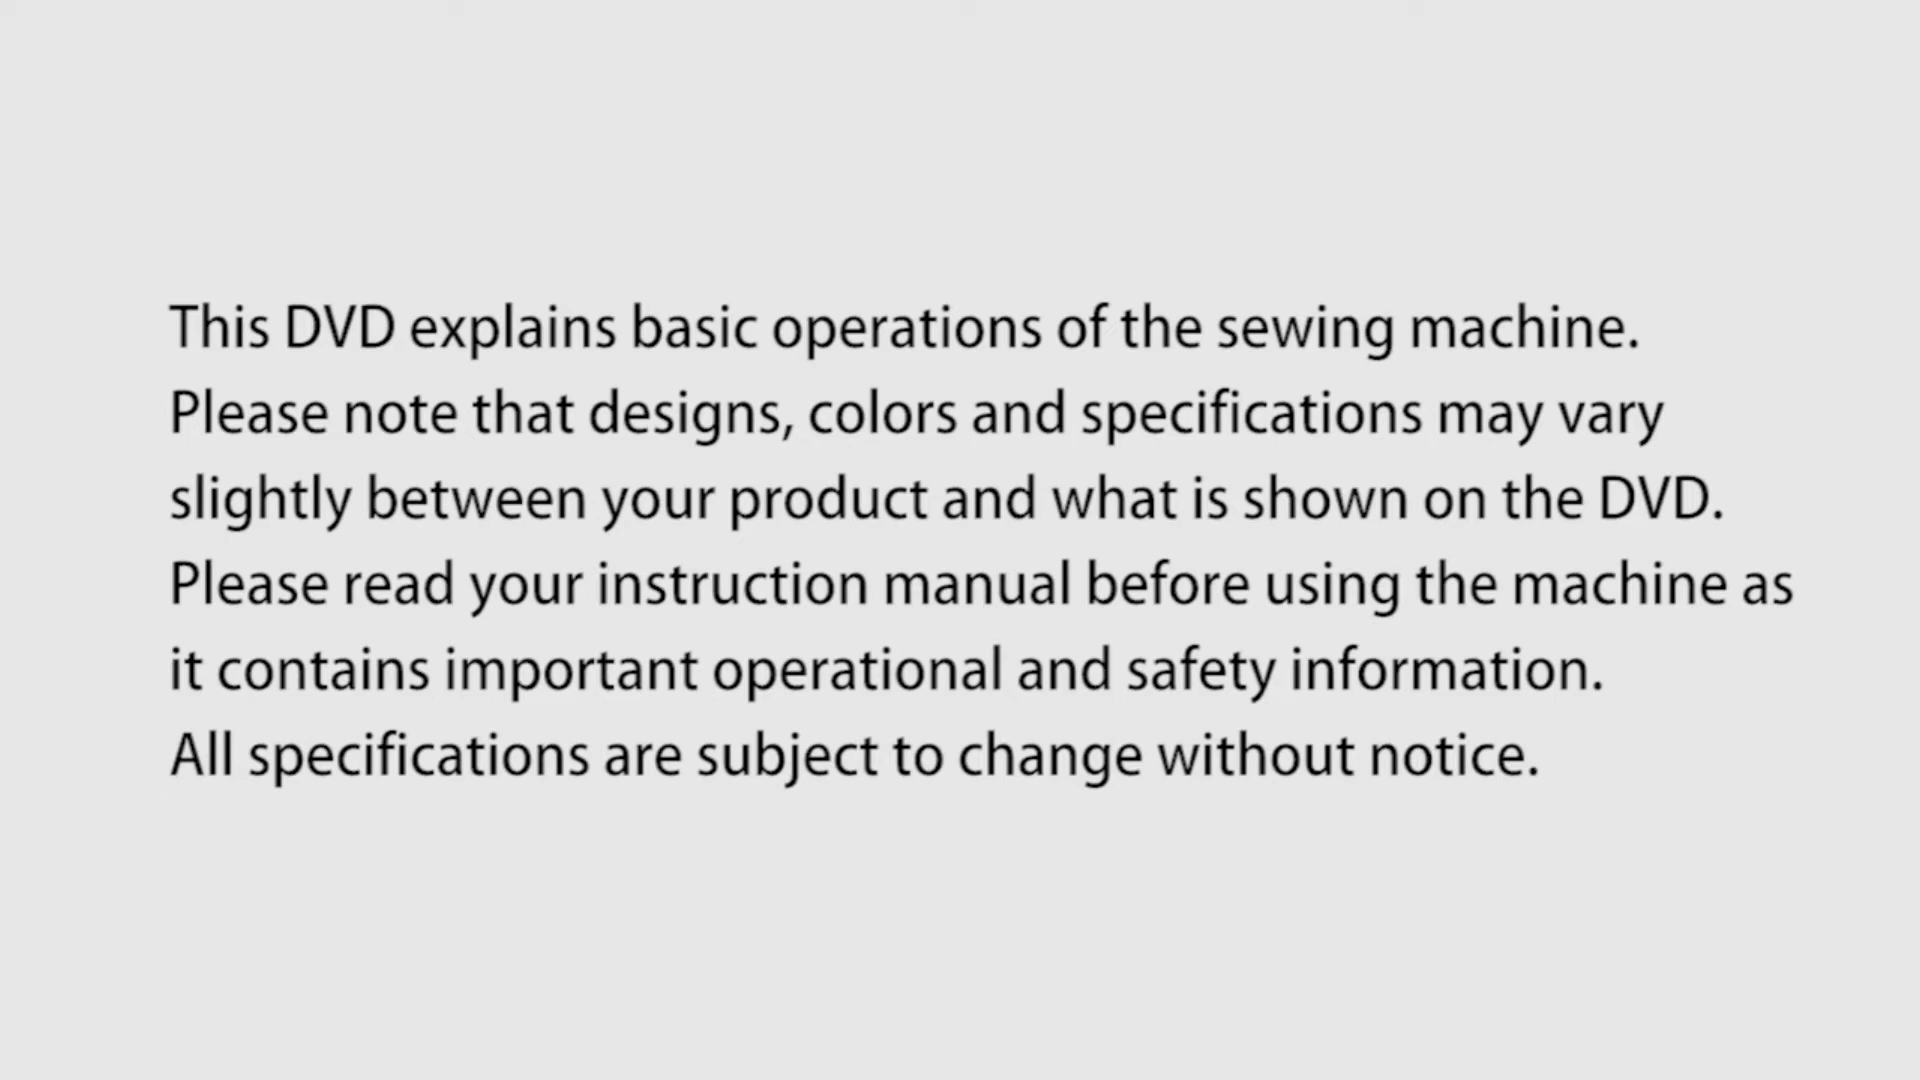 This DVD explains basic operations of the sewing machine.
Please note that designs, colors and specifications may vary
slightly between your product and what is shown on the DVD.
Please read your instruction manual before using the machine as
it contains important operational and safety information.
All specifications are subject to change without notice.